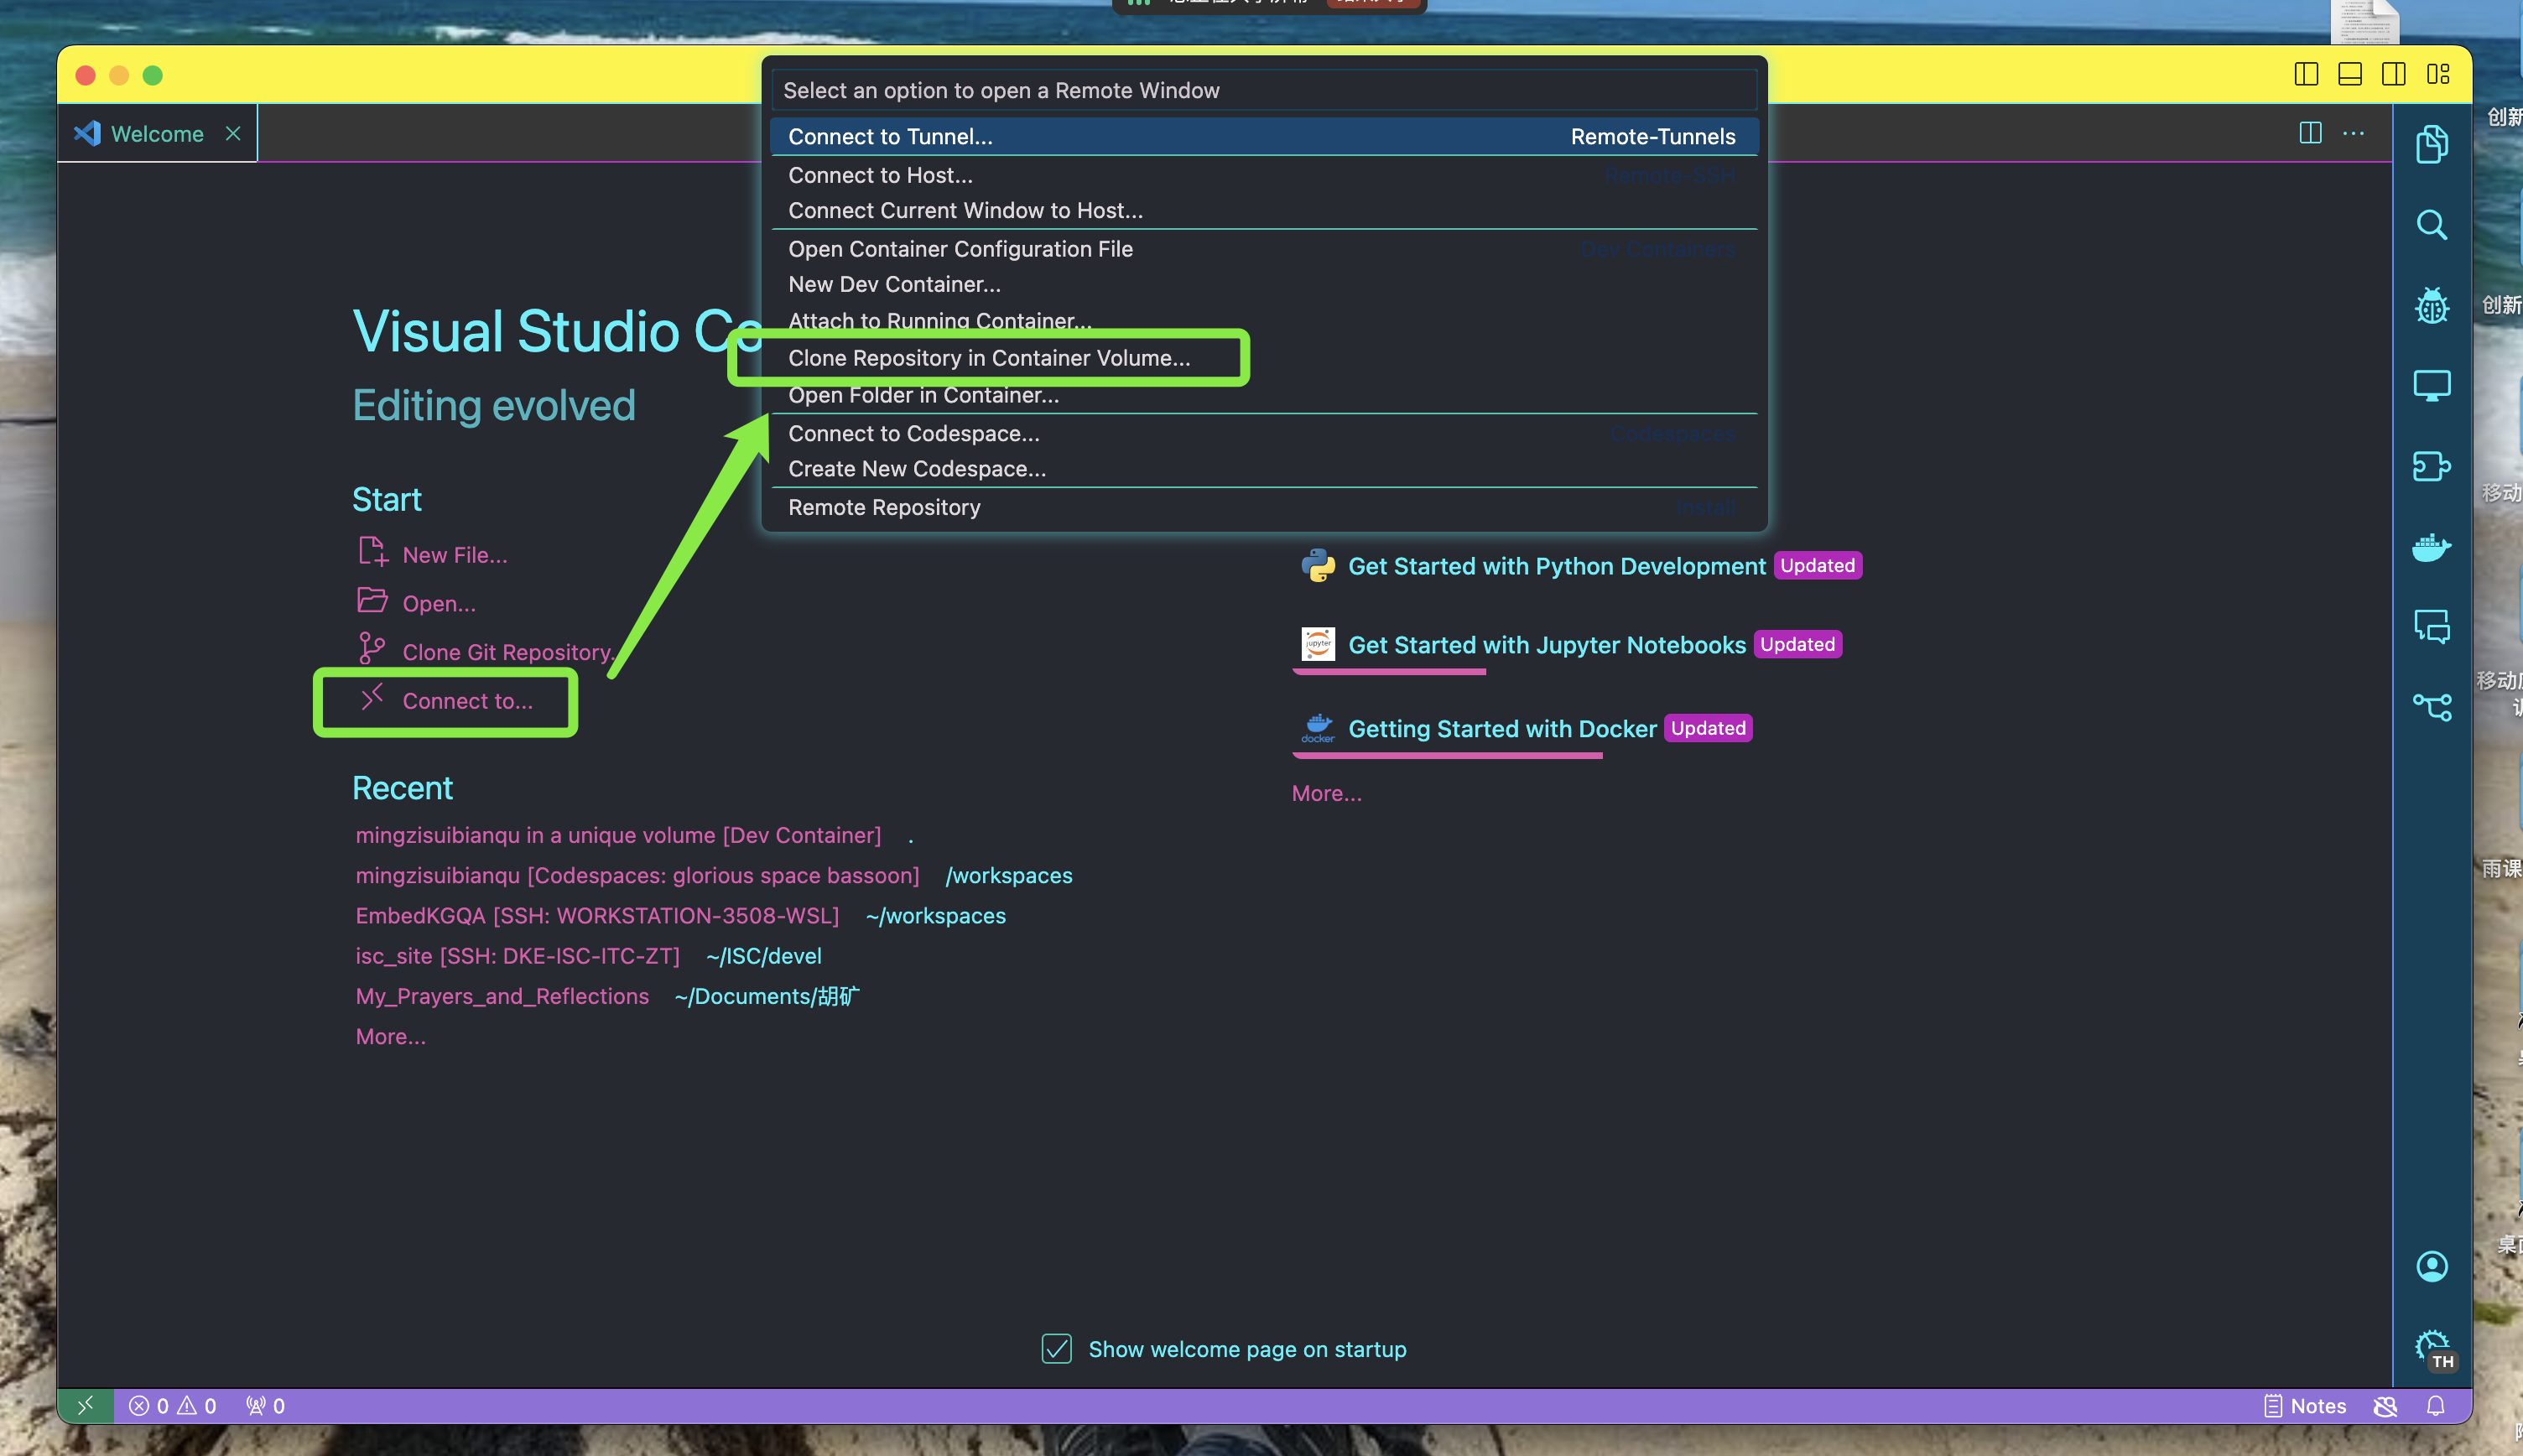 Select an option to open a Remote Window
Welcome
Connect to Tunnel... Remote-Tunnels
Connect to Host... Remote-SSH
Connect Current Window to Host...
Open Container Configuration File Dev Containers
New Dev Container...
Attach to Running Container...
Clone Repository in Container Volume...
Open Folder in Container...
Connect to Codespace... Codespaces
Create New Codespace...
Remote Repository Install
Visual Studio Co
Editing evolved
Start
New File...
Open...
Clone Git Repository.
Connect to...
Recent
mingzisuibianqu in a unique volume [Dev Container] .
mingzisuibianqu [Codespaces: glorious space bassoon] /workspaces
EmbedKGQA [SSH: WORKSTATION-3508-WSL] ~/workspaces
isc_site [SSH: DKE-ISC-ITC-ZT] ~/ISC/devel
My_Prayers_and_Reflections ~/Documents/胡矿
More...
Get Started with Python Development Updated
jupyter
Get Started with Jupyter Notebooks Updated
docker
Getting Started with Docker Updated
More...
Show welcome page on startup
TH
0 0 0
Notes
创新
创新
移动
移动
雨课